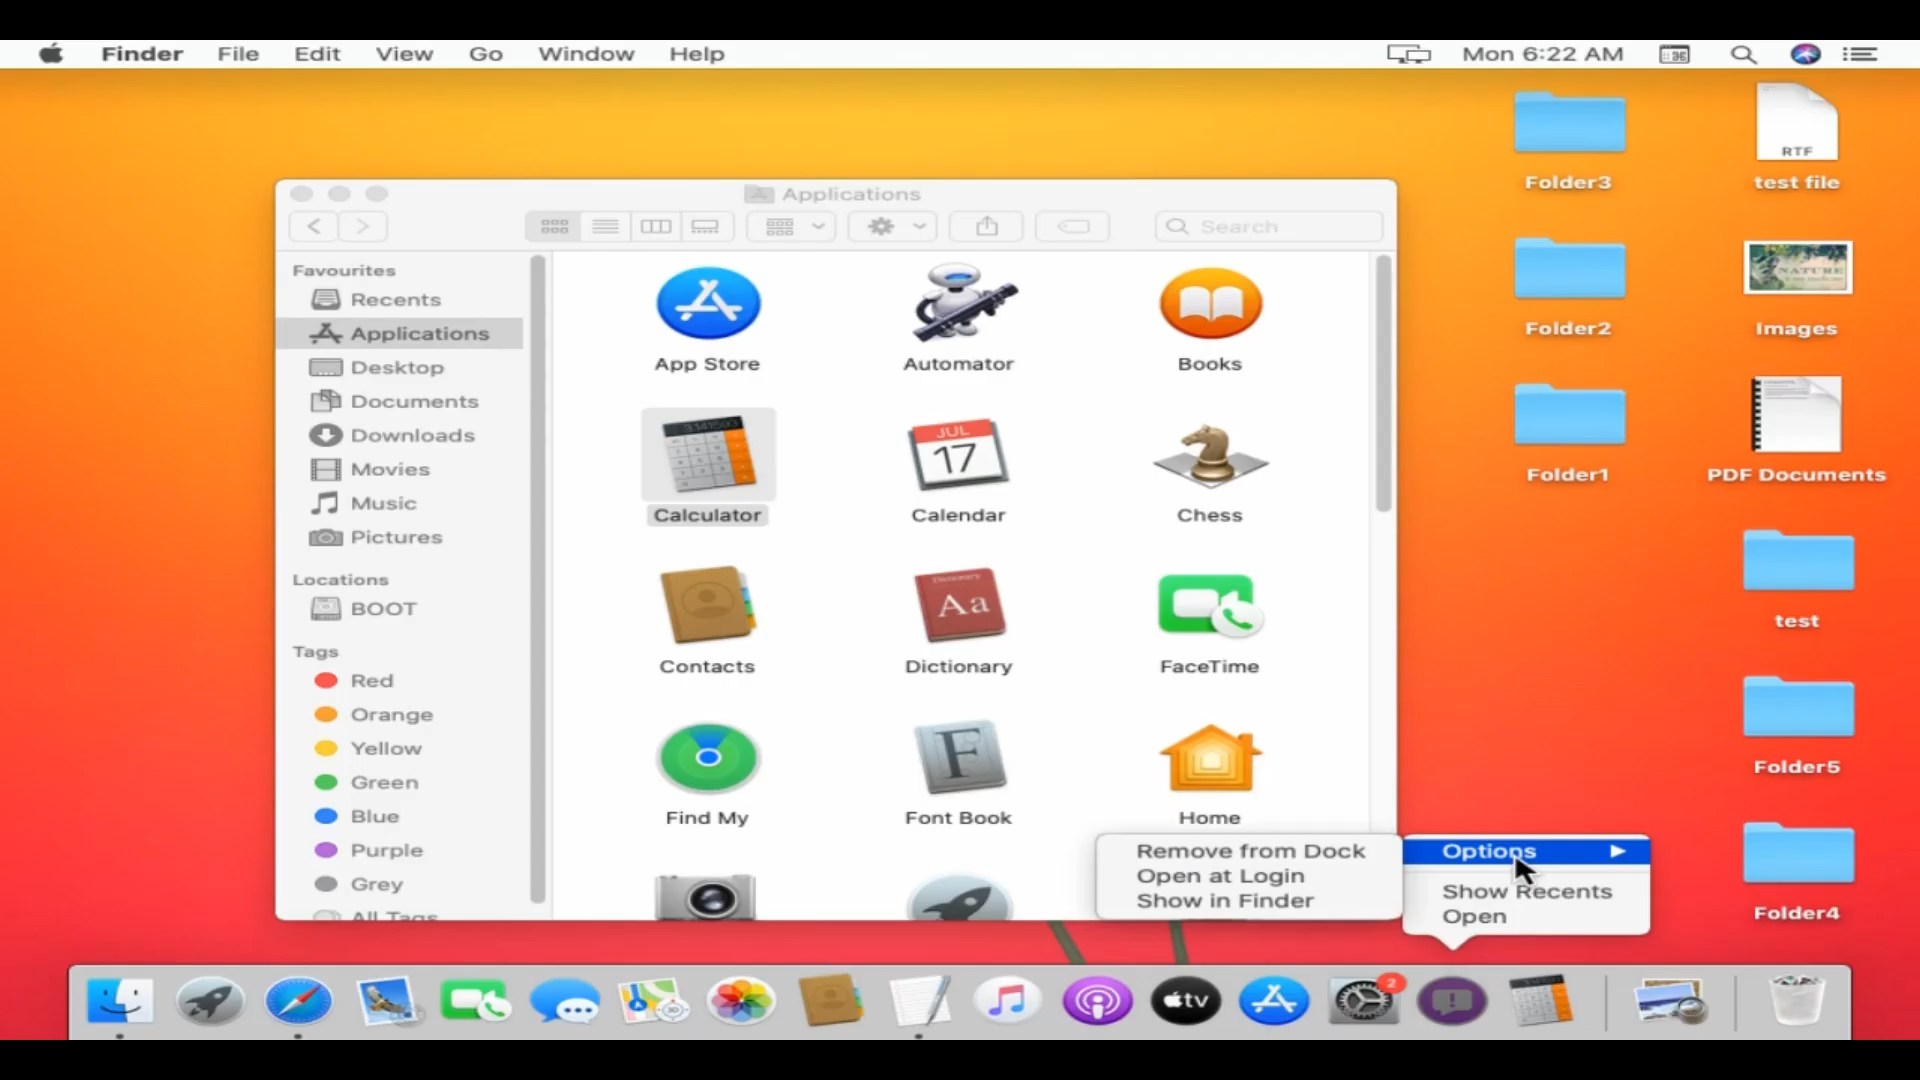 Finder File Edit View Go Window Help Mon 6:22 AM
Applications
Search
Favourites
Recents
Applications
Desktop
Documents
Downloads
Movies
Music
Pictures
Locations
BOOT
Tags
Red
Orange
Yellow
Green
Blue
Purple
Grey
All Tags
App Store
Automator
Books
Calculator
JUL
17
Calendar
Chess
Contacts
Dictionary
Aa
Dictionary
FaceTime
Find My
F
Font Book
Home
Remove from Dock
Open at Login
Show in Finder
Options
Show Recents
Open
Folder3
RTF
test file
Folder2
NATURE
Images
Folder1
PDF Documents
test
Folder5
Folder4
tv
2